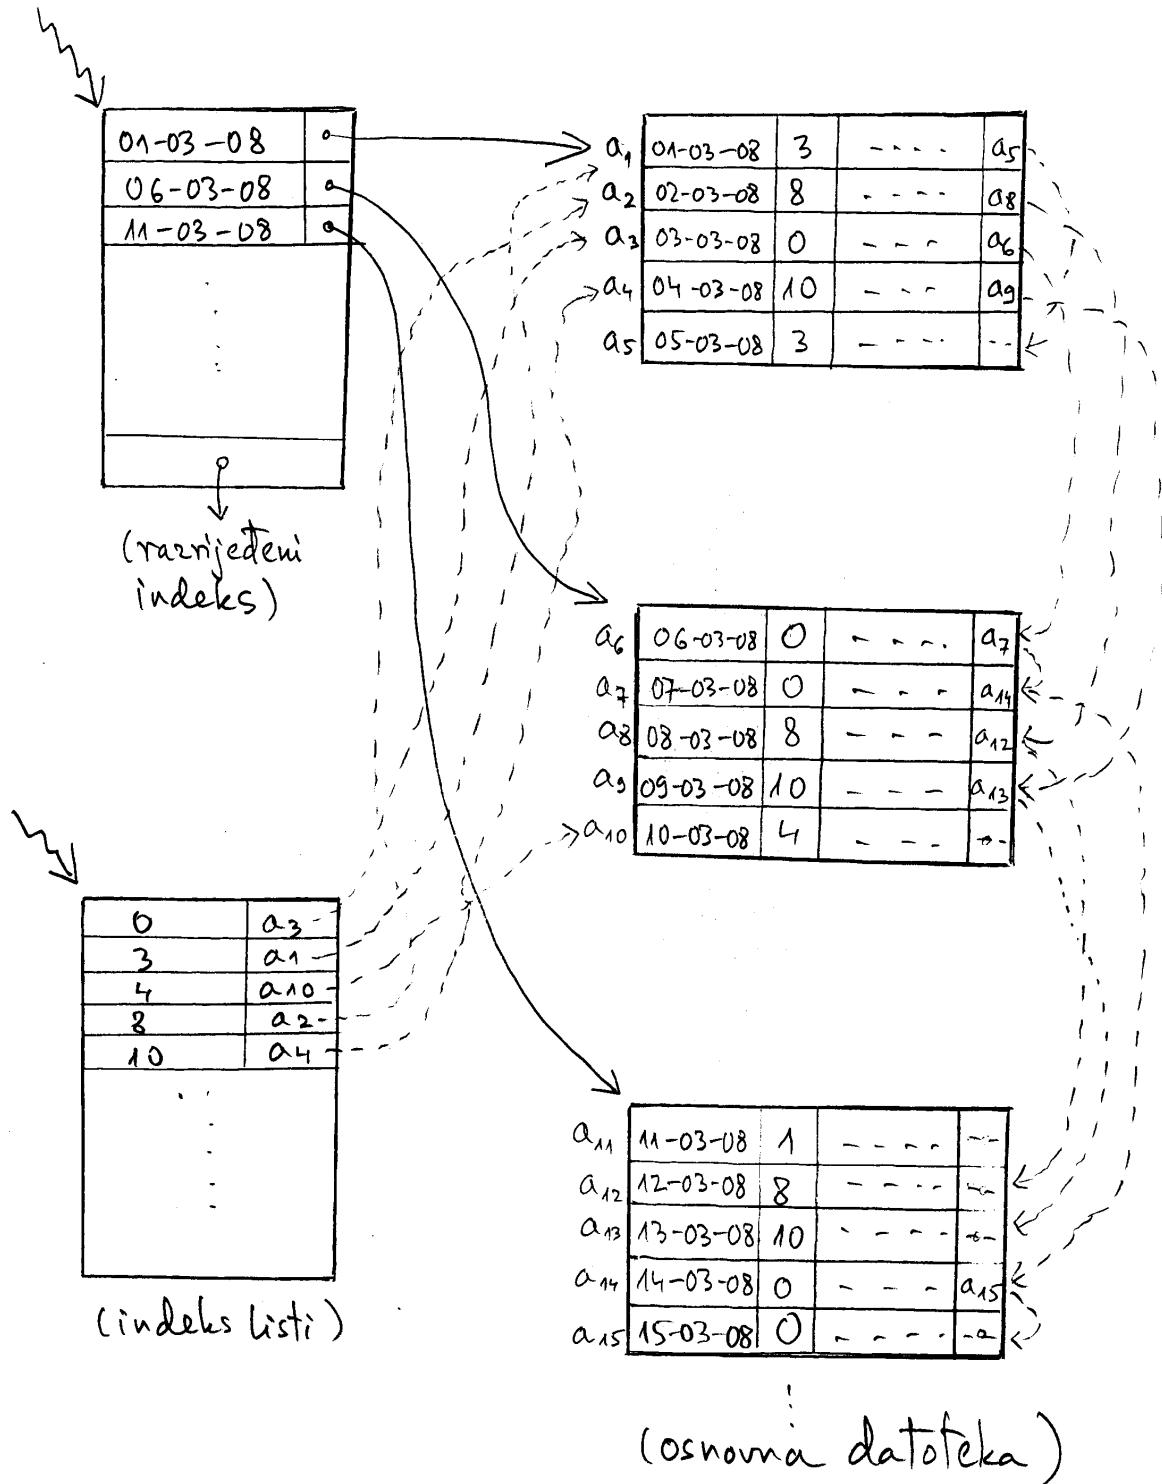 01-03-08
06-03-08
11-03-08
(razrijeđeni
indeks)
a1 01-03-08 3 a5
a2 02-03-08 8 a8
a3 03-03-08 0 a6
a4 04-03-08 10 a9
a5 05-03-08 3
a6 06-03-08 0 a7
a7 07-03-08 0 a14
a8 08-03-08 8 a12
a9 09-03-08 10 a13
a10 10-03-08 4
0 a3
3 a1
4 a10
8 a2
10 a4
(indeks listi)
a11 11-03-08 1
a12 12-03-08 8
a13 13-03-08 10
a14 14-03-08 0 a15
a15 15-03-08 0
(osnovna datoteka)